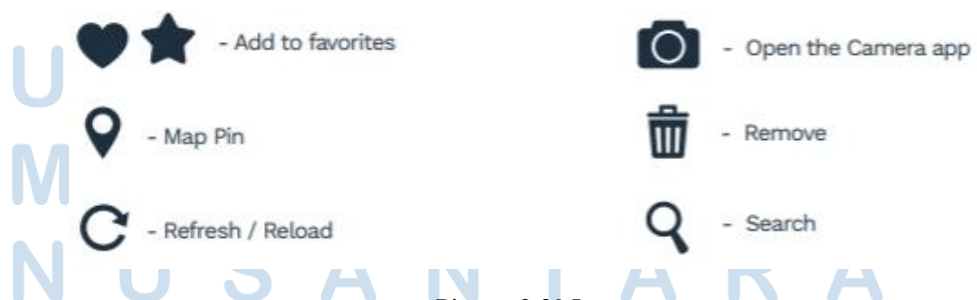 - Add to favorites
- Open the Camera app
- Map Pin
- Remove
- Refresh / Reload
- Search
U
M
N U S A N T A R A